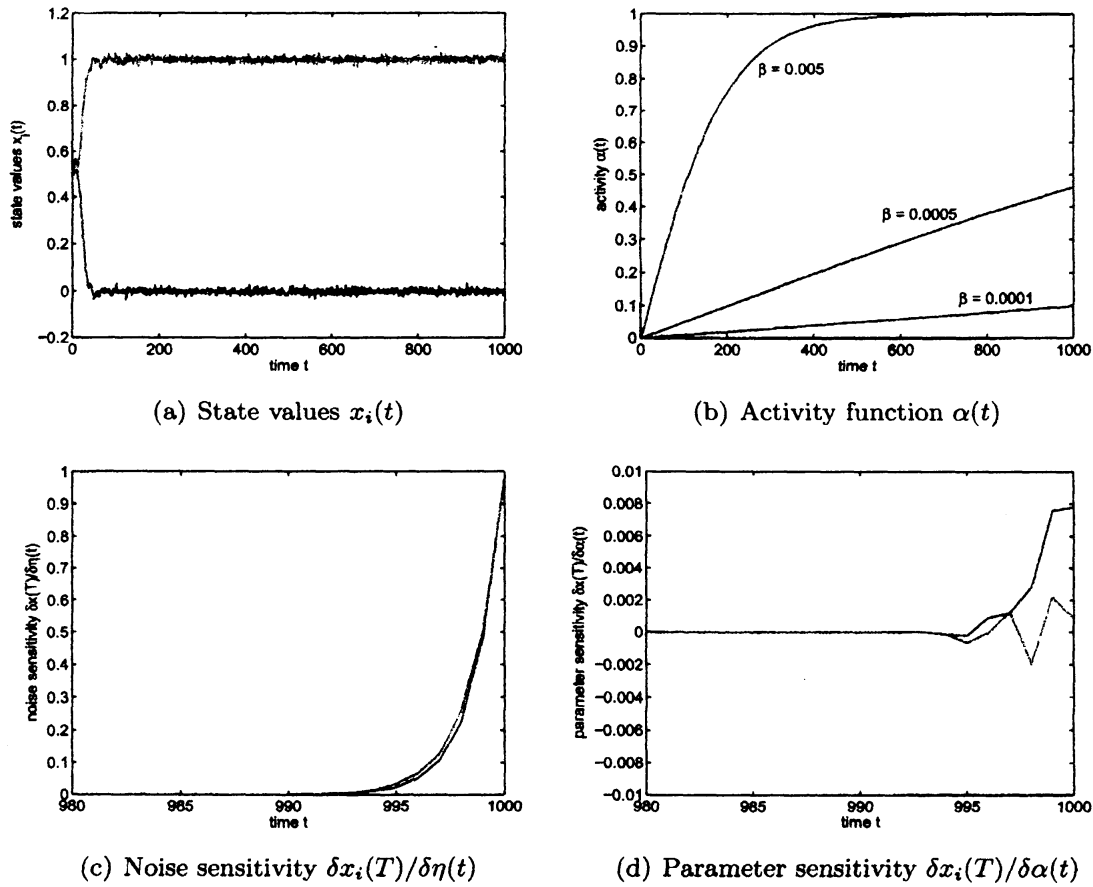 1.2
1
0.8
0.6
0.4
0.2
0
−0.2
0 200 400 600 800 1000
state values xi(t)
time t
(a) State values xi(t)
1
0.9
0.8
0.7
0.6
0.5
0.4
0.3
0.2
0.1
0
0 200 400 600 800 1000
activity α(t)
time t
β = 0.005
β = 0.0005
β = 0.0001
(b) Activity function α(t)
1
0.9
0.8
0.7
0.6
0.5
0.4
0.3
0.2
0.1
0
980 985 990 995 1000
noise sensitivity δx(T)/δη(t)
time t
(c) Noise sensitivity δxi(T)/δη(t)
0.01
0.008
0.006
0.004
0.002
0
−0.002
−0.004
−0.006
−0.008
−0.01
980 985 990 995 1000
parameter sensitivity δx(T)/δα(t)
time t
(d) Parameter sensitivity δxi(T)/δα(t)